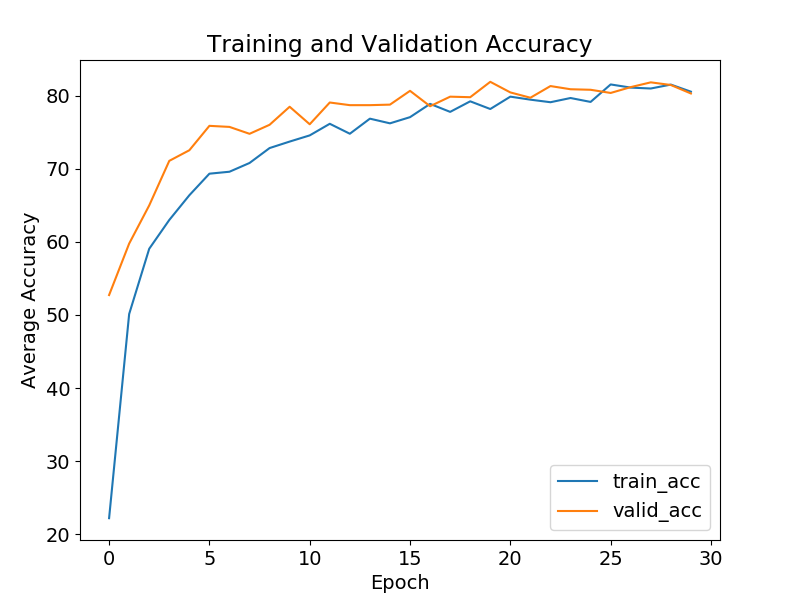 Training and Validation Accuracy
Average Accuracy
80
70
60
50
40
30
20
train_acc
valid_acc
0 5 10 15 20 25 30
Epoch